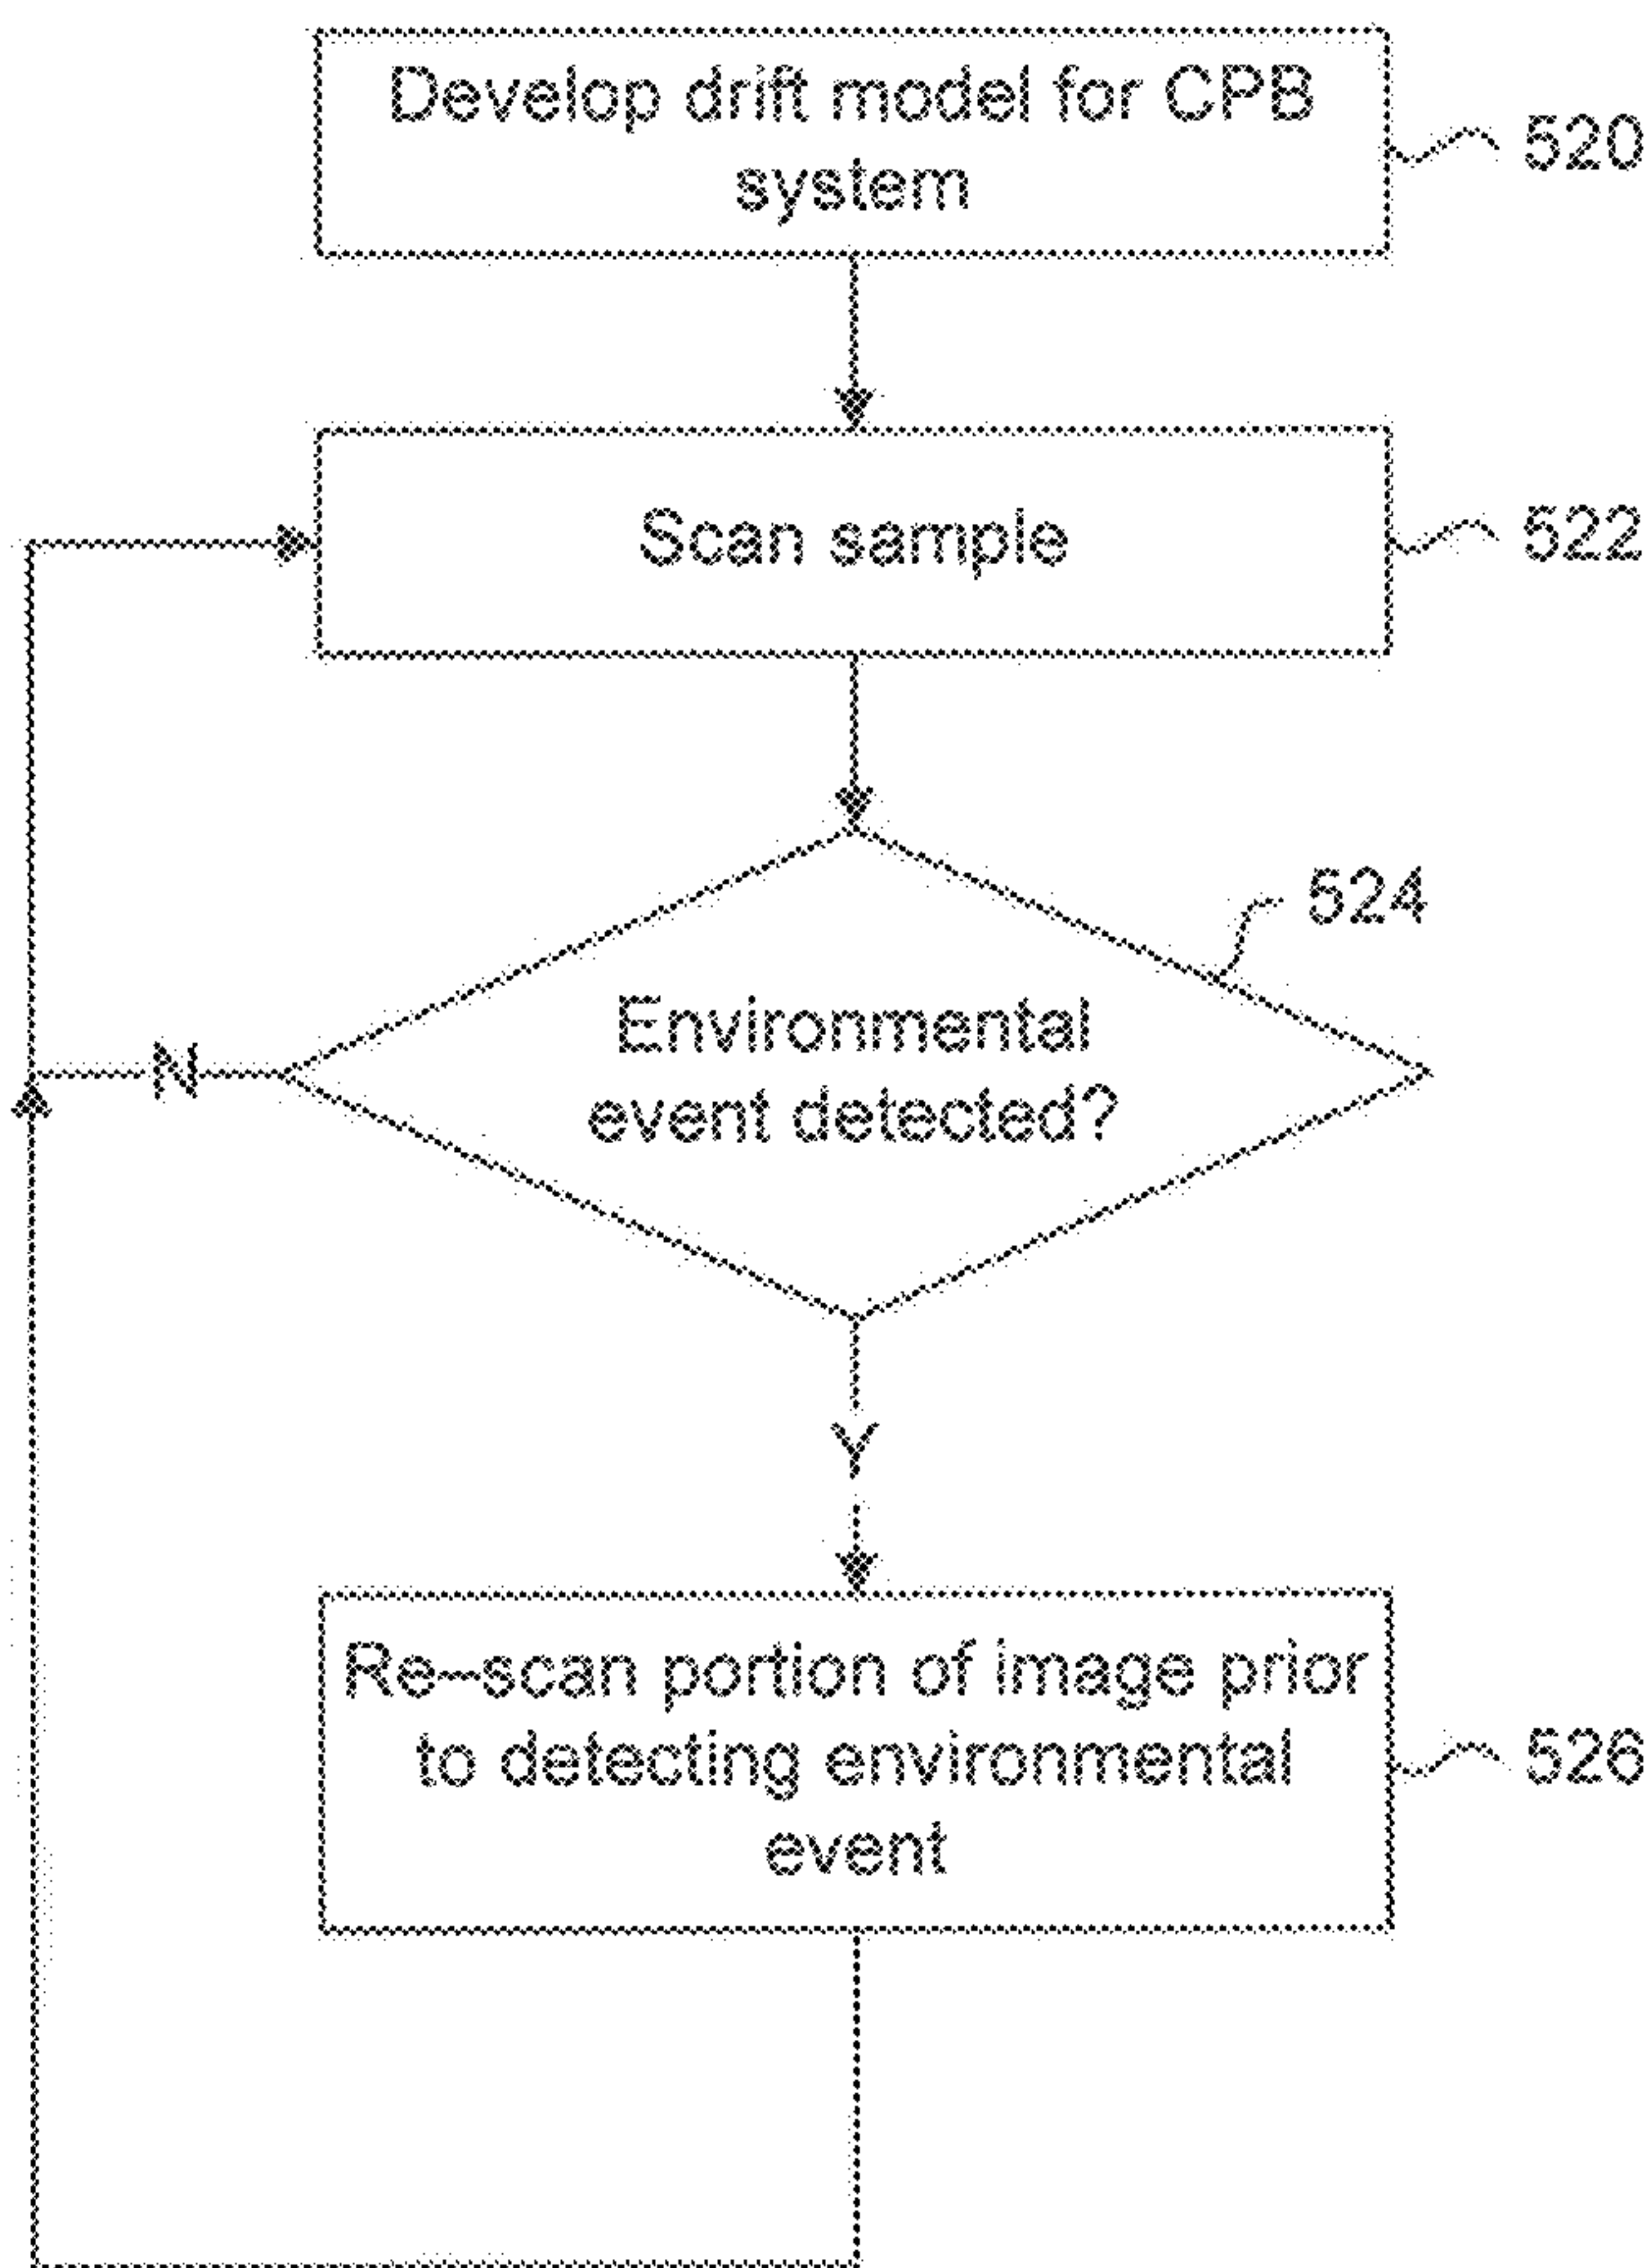 Develop drift model for CPB
system
520
Scan sample
522
524
Environmental
event detected?
N
Y
Re-scan portion of image prior
to detecting environmental
event
526